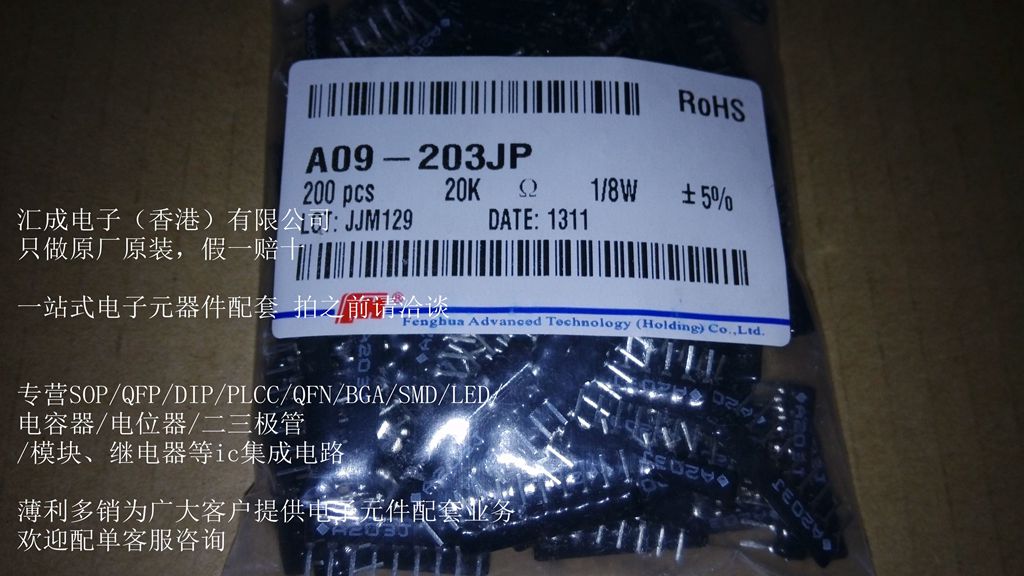 RoHS
A09-203JP
200 pcs 20K Ω 1/8W ±5%
LOT: JJM129 DATE: 1311
Fenghua Advanced Technology (Holding) Co.,Ltd.
汇成电子（香港）有限公司
只做原厂原装，假一赔十
一站式电子元器件配套 拍之前请洽谈
专营SOP/QFP/DIP/PLCC/QFN/BGA/SMD/LED/
电容器/电位器/二三极管
/模块、继电器等ic集成电路
薄利多销为广大客户提供电子元件配套业务
欢迎配单客服咨询
A203J
A203J
A203J
A203J